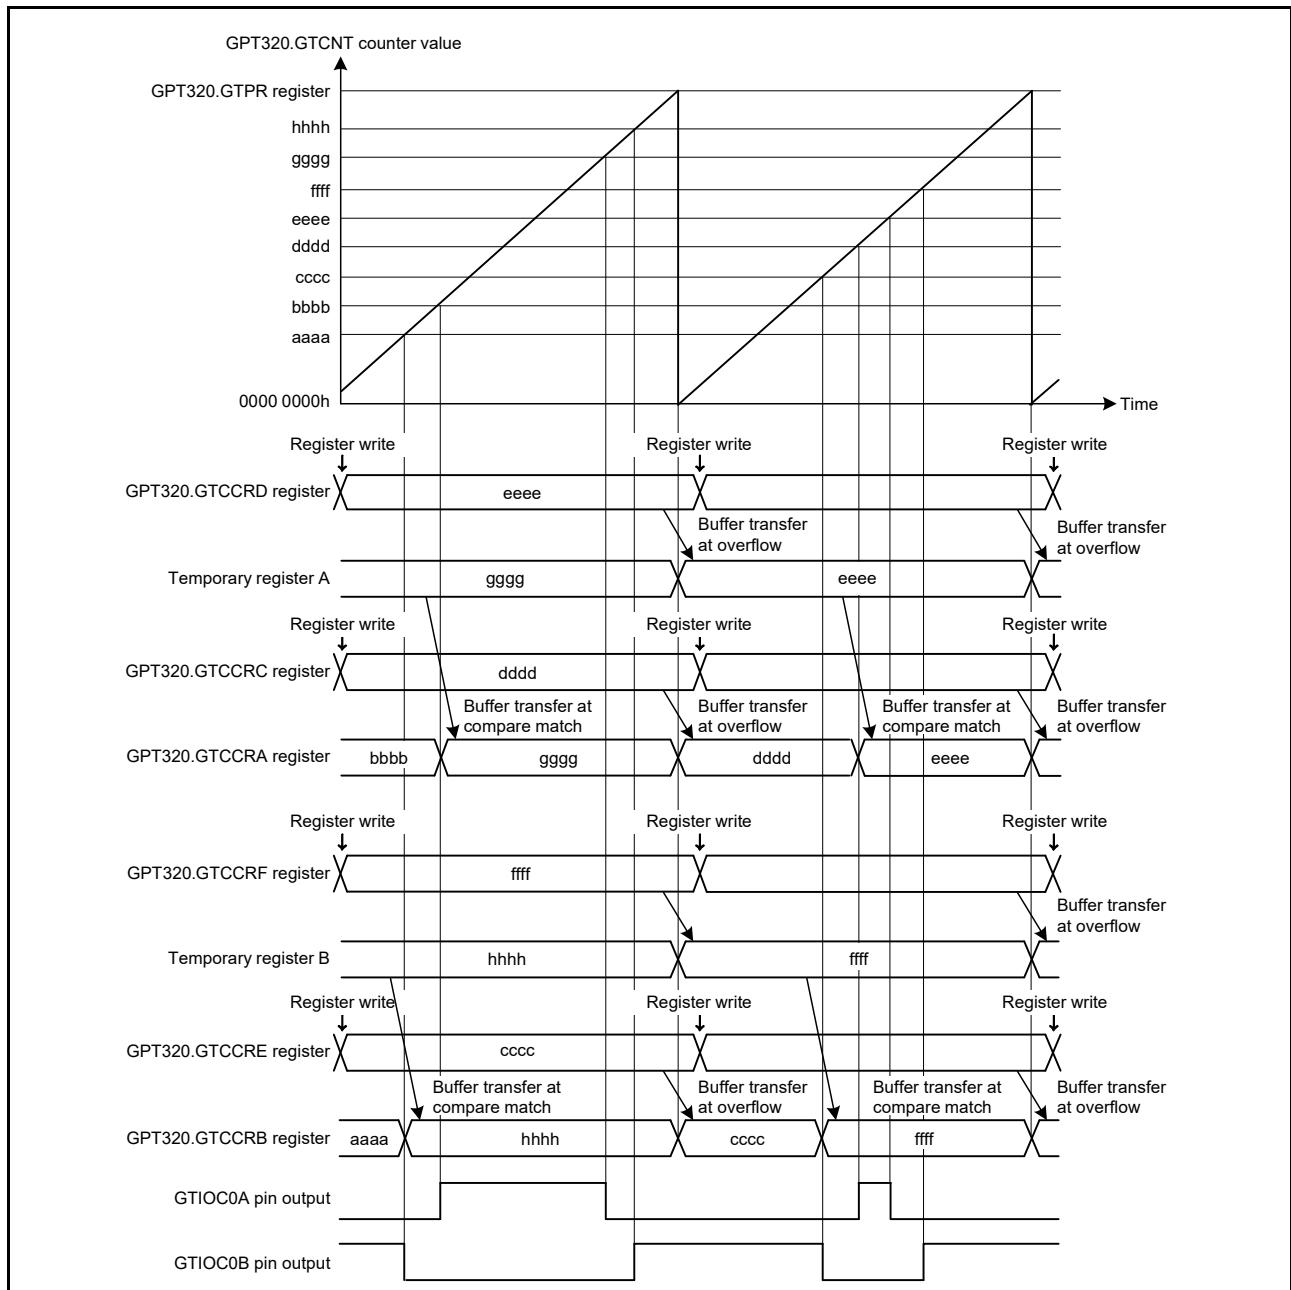 GPT320.GTCNT counter value
GPT320.GTPR register
hhhh
gggg
ffff
eeee
dddd
cccc
bbbb
aaaa
0000 0000h
Time
Register write Register write Register write
GPT320.GTCCRD register eeee
Buffer transfer at overflow
Buffer transfer at overflow
Temporary register A gggg eeee
Register write Register write Register write
GPT320.GTCCRC register dddd
Buffer transfer at compare match
Buffer transfer at overflow
Buffer transfer at compare match
Buffer transfer at overflow
GPT320.GTCCRA register bbbb gggg dddd eeee
Register write Register write Register write
GPT320.GTCCRF register ffff
Buffer transfer at overflow
Temporary register B hhhh ffff
Register write Register write Register write
GPT320.GTCCRE register cccc
Buffer transfer at compare match
Buffer transfer at overflow
Buffer transfer at compare match
Buffer transfer at overflow
GPT320.GTCCRB register aaaa hhhh cccc ffff
GTIOC0A pin output
GTIOC0B pin output